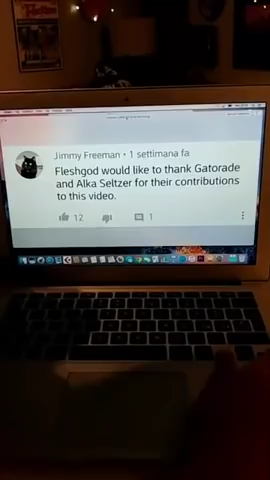 Jimmy Freeman • 1 settimana fa
Fleshgod would like to thank Gatorade
and Alka Seltzer for their contributions
to this video.
12
1